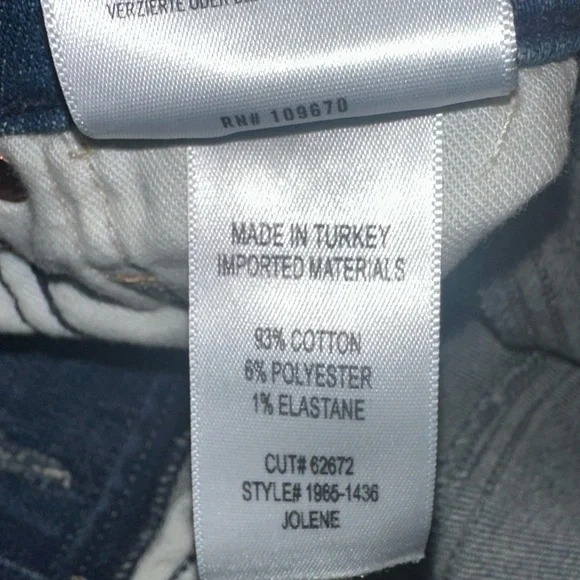 VERZIERTE ODER
RN# 109670
MADE IN TURKEY
IMPORTED MATERIALS
93% COTTON
6% POLYESTER
1% ELASTANE
CUT# 62672
STYLE# 1965-1436
JOLENE